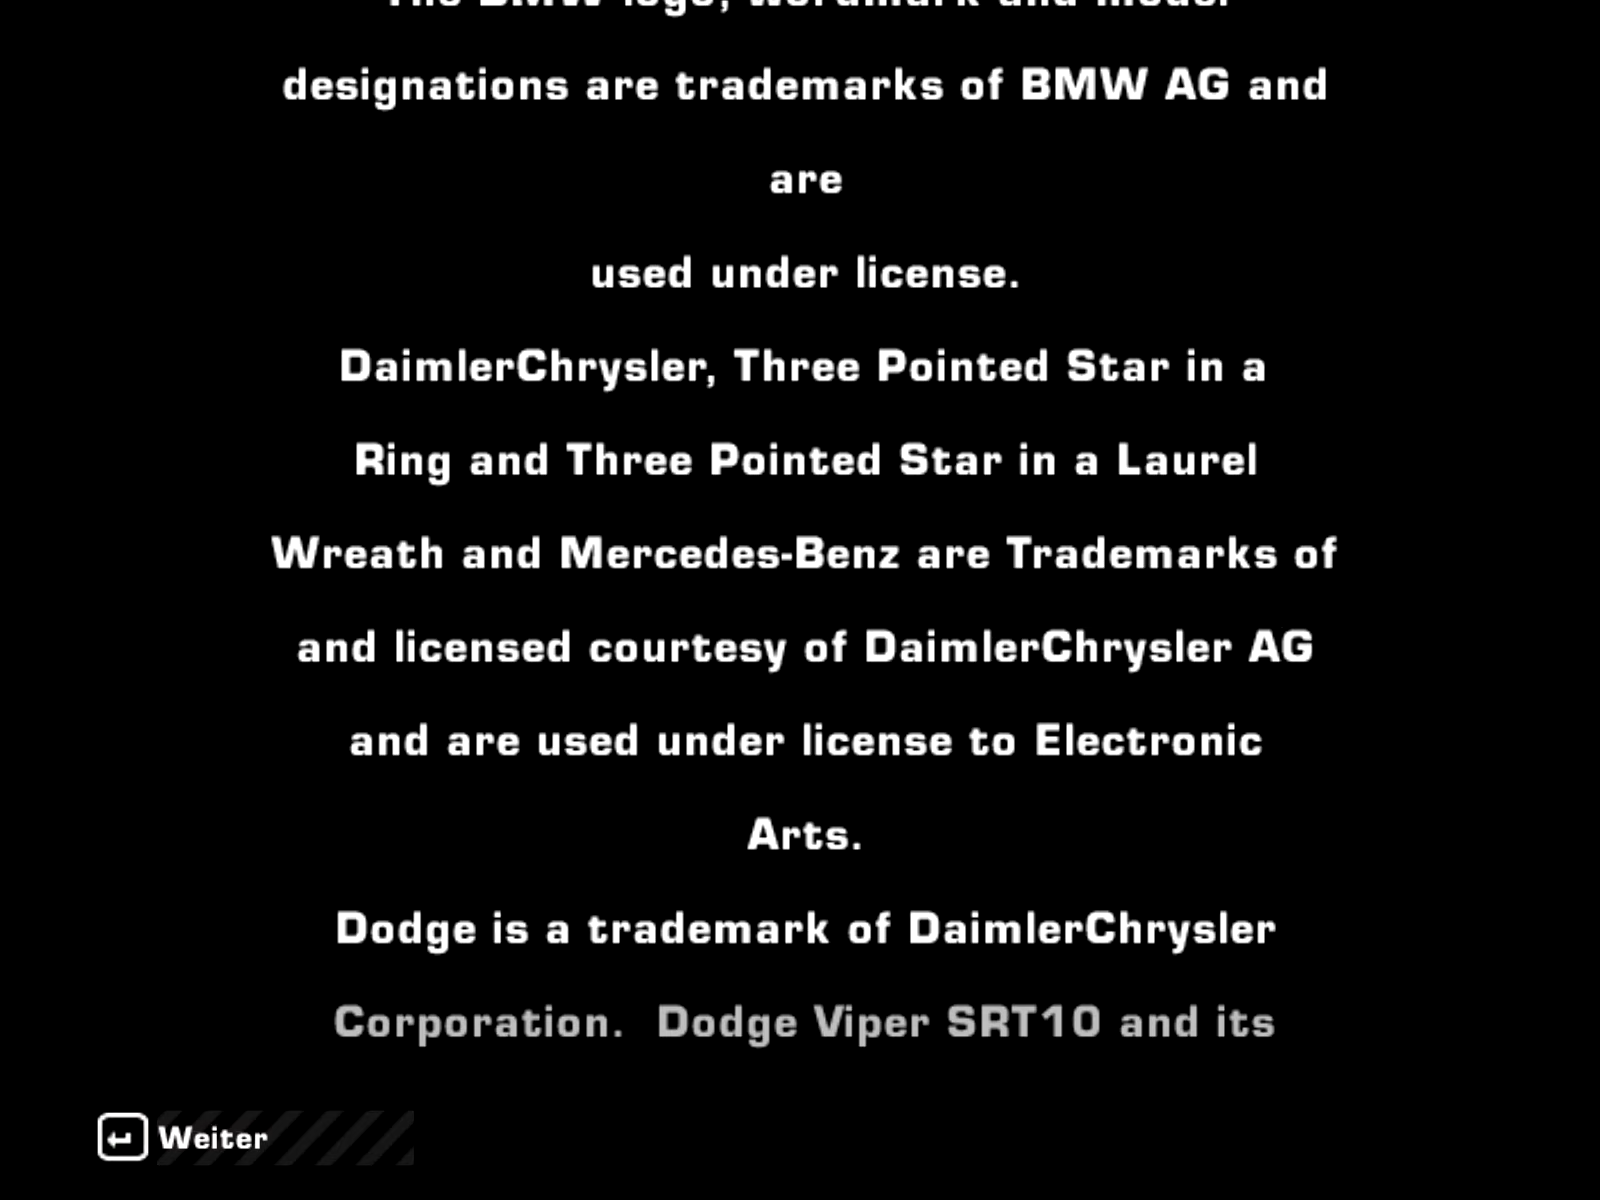 The BMW logo, wordmark and model
designations are trademarks of BMW AG and
are
used under license.
DaimlerChrysler, Three Pointed Star in a
Ring and Three Pointed Star in a Laurel
Wreath and Mercedes-Benz are Trademarks of
and licensed courtesy of DaimlerChrysler AG
and are used under license to Electronic
Arts.
Dodge is a trademark of DaimlerChrysler
Corporation.  Dodge Viper SRT10 and its
Weiter